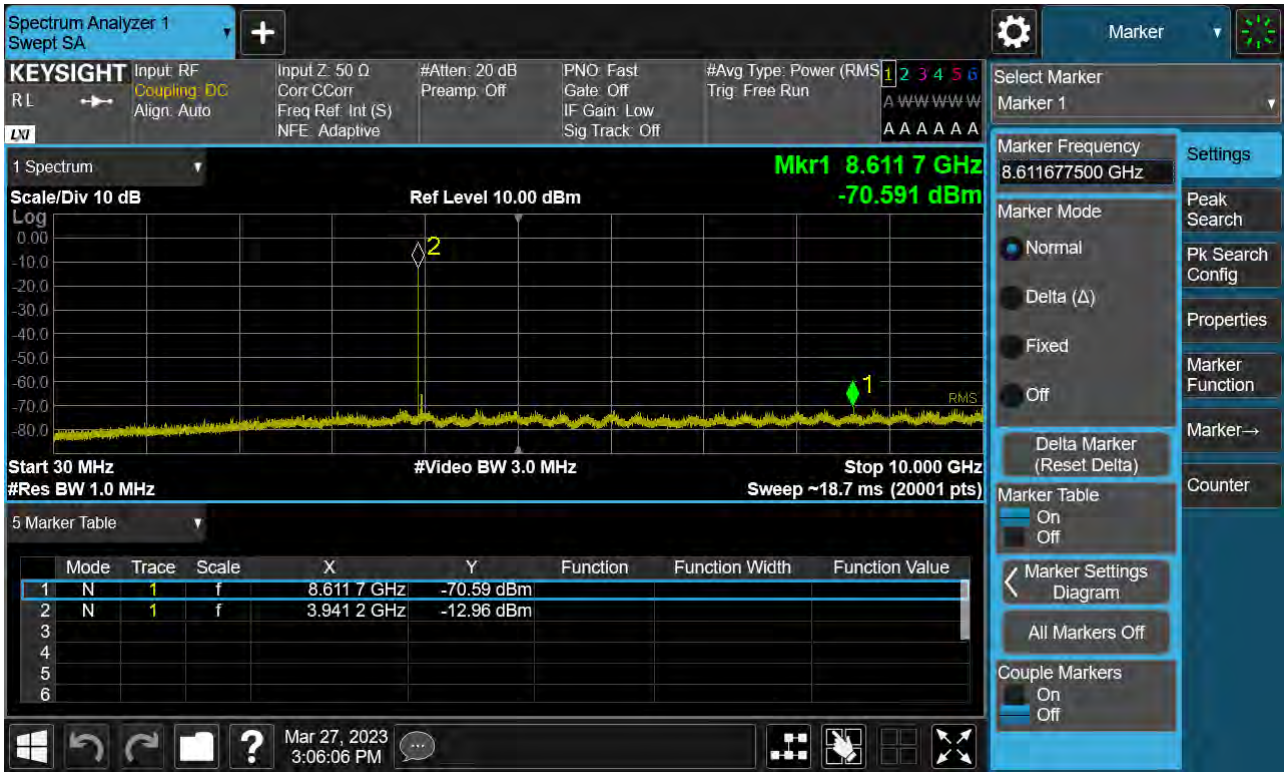 Spectrum Analyzer 1
Swept SA
+
Marker
KEYSIGHT
RL
LXI
Input: RF
Coupling: DC
Align: Auto
Input Z: 50 Ω
Corr CCorr
Freq Ref: Int (S)
NFE: Adaptive
#Atten: 20 dB
Preamp: Off
PNO: Fast
Gate: Off
IF Gain: Low
Sig Track: Off
#Avg Type: Power (RMS
Trig: Free Run
1 2 3 4 5 6
A W W W W W
A A A A A A
Select Marker
Marker 1
1 Spectrum
Mkr1 8.611 7 GHz
-70.591 dBm
Scale/Div 10 dB
Ref Level 10.00 dBm
Log
0.00
-10.0
-20.0
-30.0
-40.0
-50.0
-60.0
-70.0
-80.0
2
1
RMS
Start 30 MHz
#Video BW 3.0 MHz
Stop 10.000 GHz
#Res BW 1.0 MHz
Sweep ~18.7 ms (20001 pts)
5 Marker Table
Mode Trace Scale X Y Function Function Width Function Value
1 N 1 f 8.611 7 GHz -70.59 dBm
2 N 1 f 3.941 2 GHz -12.96 dBm
3
4
5
6
Marker Frequency
8.611677500 GHz
Marker Mode
Normal
Delta (Δ)
Fixed
Off
Delta Marker
(Reset Delta)
Marker Table
On
Off
Marker Settings
Diagram
All Markers Off
Couple Markers
On
Off
Settings
Peak
Search
Pk Search
Config
Properties
Marker
Function
Marker→
Counter
?
Mar 27, 2023
3:06:06 PM